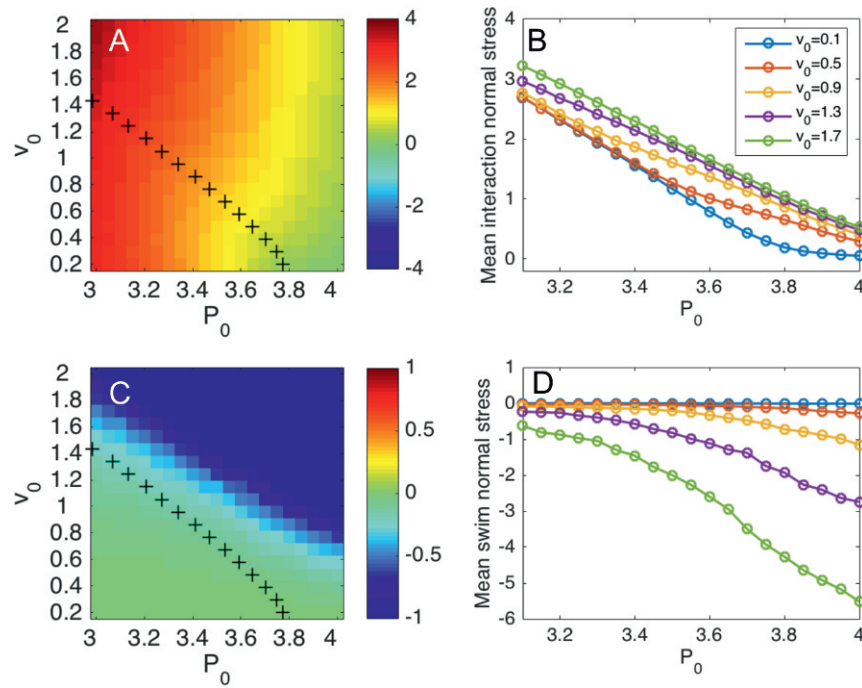 A
v0
2
1.8
1.6
1.4
1.2
1
0.8
0.6
0.4
0.2
3 3.2 3.4 3.6 3.8 4
P0
4
2
0
-2
-4
B
Mean interaction normal stress
4
3
2
1
0
3.2 3.4 3.6 3.8 4
P0
v0=0.1
v0=0.5
v0=0.9
v0=1.3
v0=1.7
C
v0
2
1.8
1.6
1.4
1.2
1
0.8
0.6
0.4
0.2
3 3.2 3.4 3.6 3.8 4
P0
1
0.5
0
-0.5
-1
D
Mean swim normal stress
1
0
-1
-2
-3
-4
-5
-6
3.2 3.4 3.6 3.8 4
P0